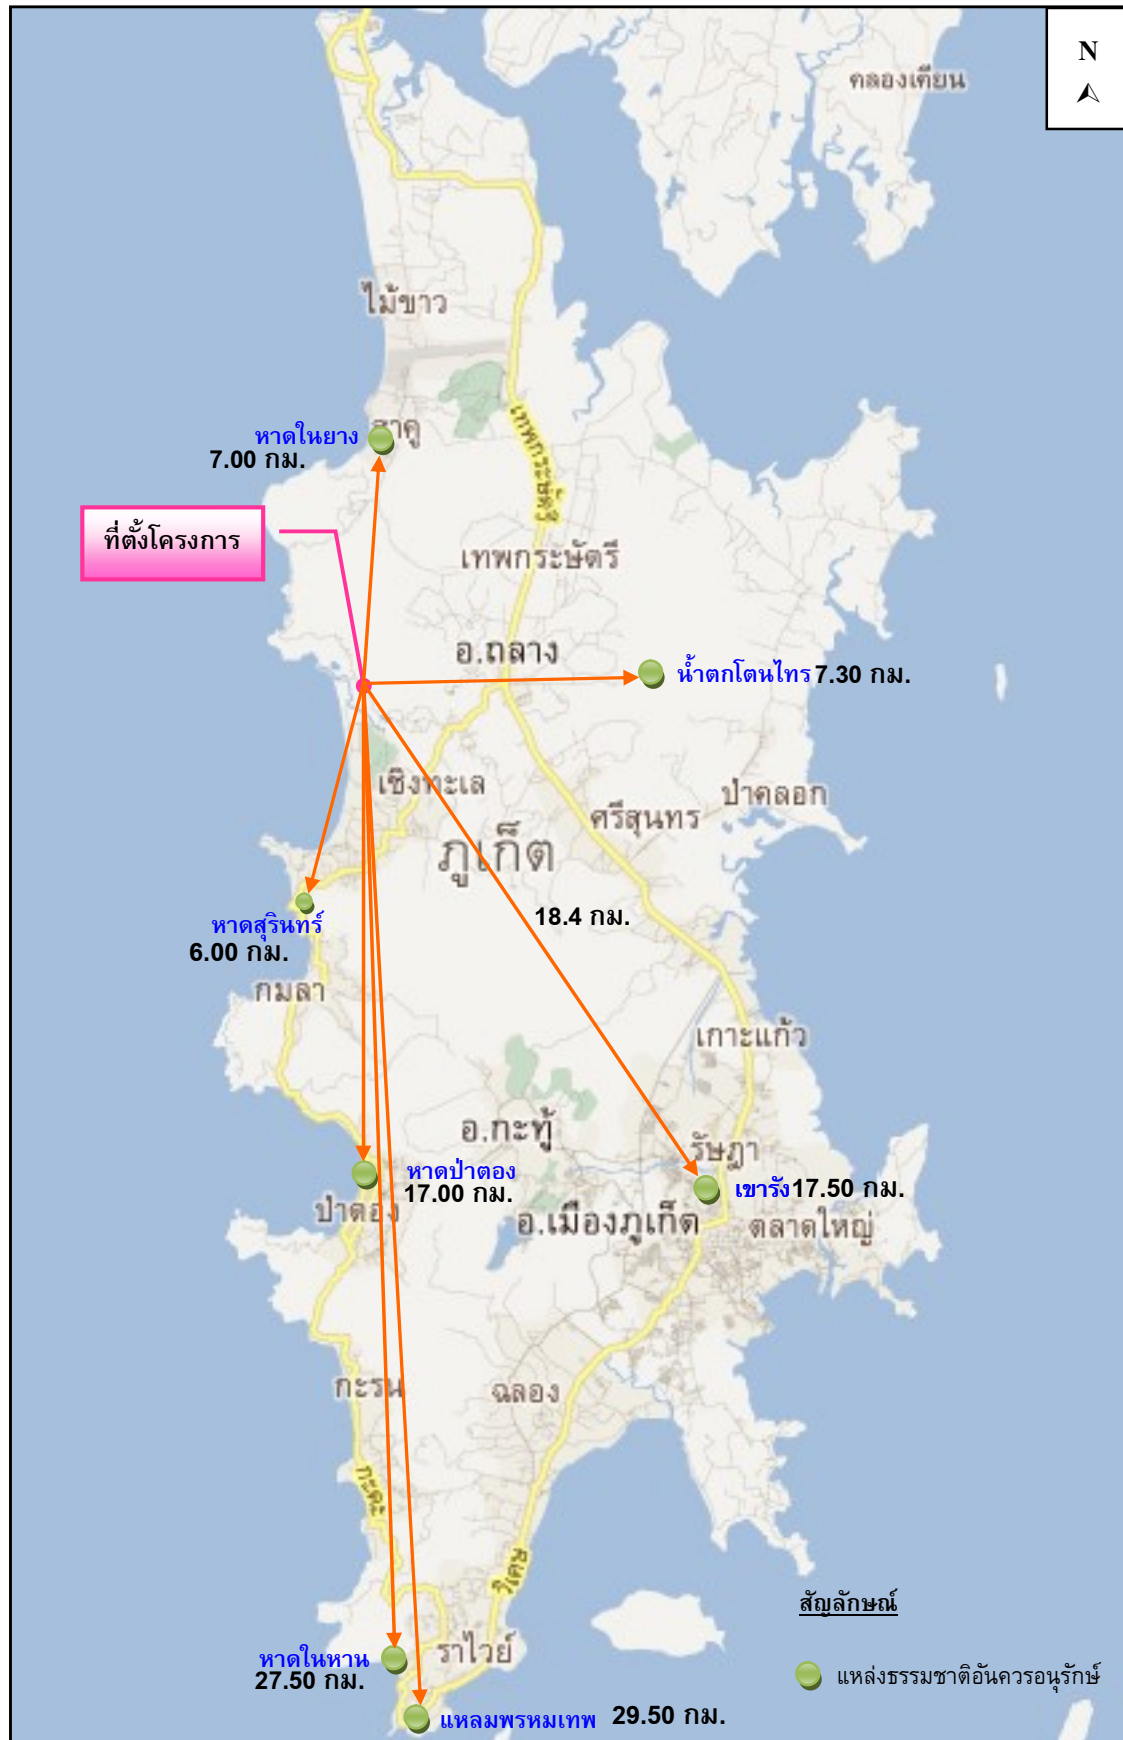 N
คลองเคียน
ไม้ขาว
สาคู
หาดในยาง
7.00 กม.
เทพกระษัตรี
ที่ตั้งโครงการ
เทพกระษัตรี
อ.ถลาง
น้ำตกโตนไทร 7.30 กม.
เชิงทะเล
ป่าคลอก
ศรีสุนทร
ภูเก็ต
18.4 กม.
หาดสุรินทร์
6.00 กม.
กมลา
เกาะแก้ว
อ.กะทู้
รัษฎา
หาดป่าตอง
17.00 กม.
เขารัง 17.50 กม.
ป่าตอง
อ.เมืองภูเก็ต
ตลาดใหญ่
กะรน
ฉลอง
กะตะ
วิเศษ
สัญลักษณ์
ราไวย์
หาดในหาน
27.50 กม.
แหล่งธรรมชาติอันควรอนุรักษ์
แหลมพรหมเทพ 29.50 กม.